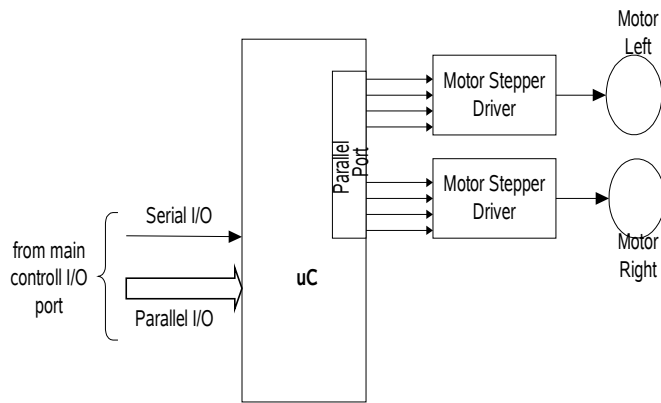 Motor
Left
Motor Stepper
Driver
Parallel
Port
Motor Stepper
Driver
Serial I/O
from main
controll I/O
port
uC
Parallel I/O
Motor
Right